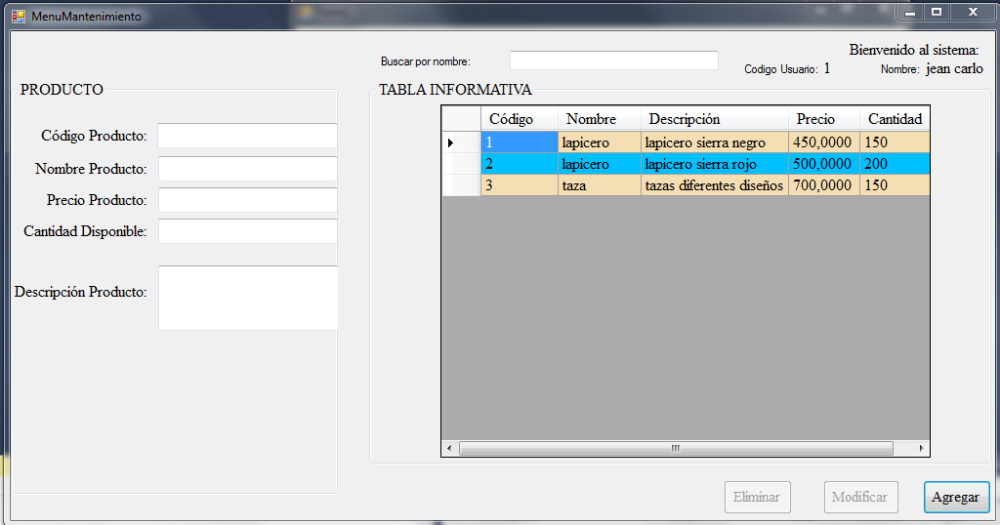 MenuMantenimiento
Bienvenido al sistema:
Buscar por nombre:
Codigo Usuario: 1 Nombre: jean carlo
PRODUCTO
Código Producto:
Nombre Producto:
Precio Producto:
Cantidad Disponible:
Descripción Producto:
TABLA INFORMATIVA
Código Nombre Descripción Precio Cantidad
1 lapicero lapicero sierra negro 450,0000 150
2 lapicero lapicero sierra rojo 500,0000 200
3 taza tazas diferentes diseños 700,0000 150
Eliminar Modificar Agregar